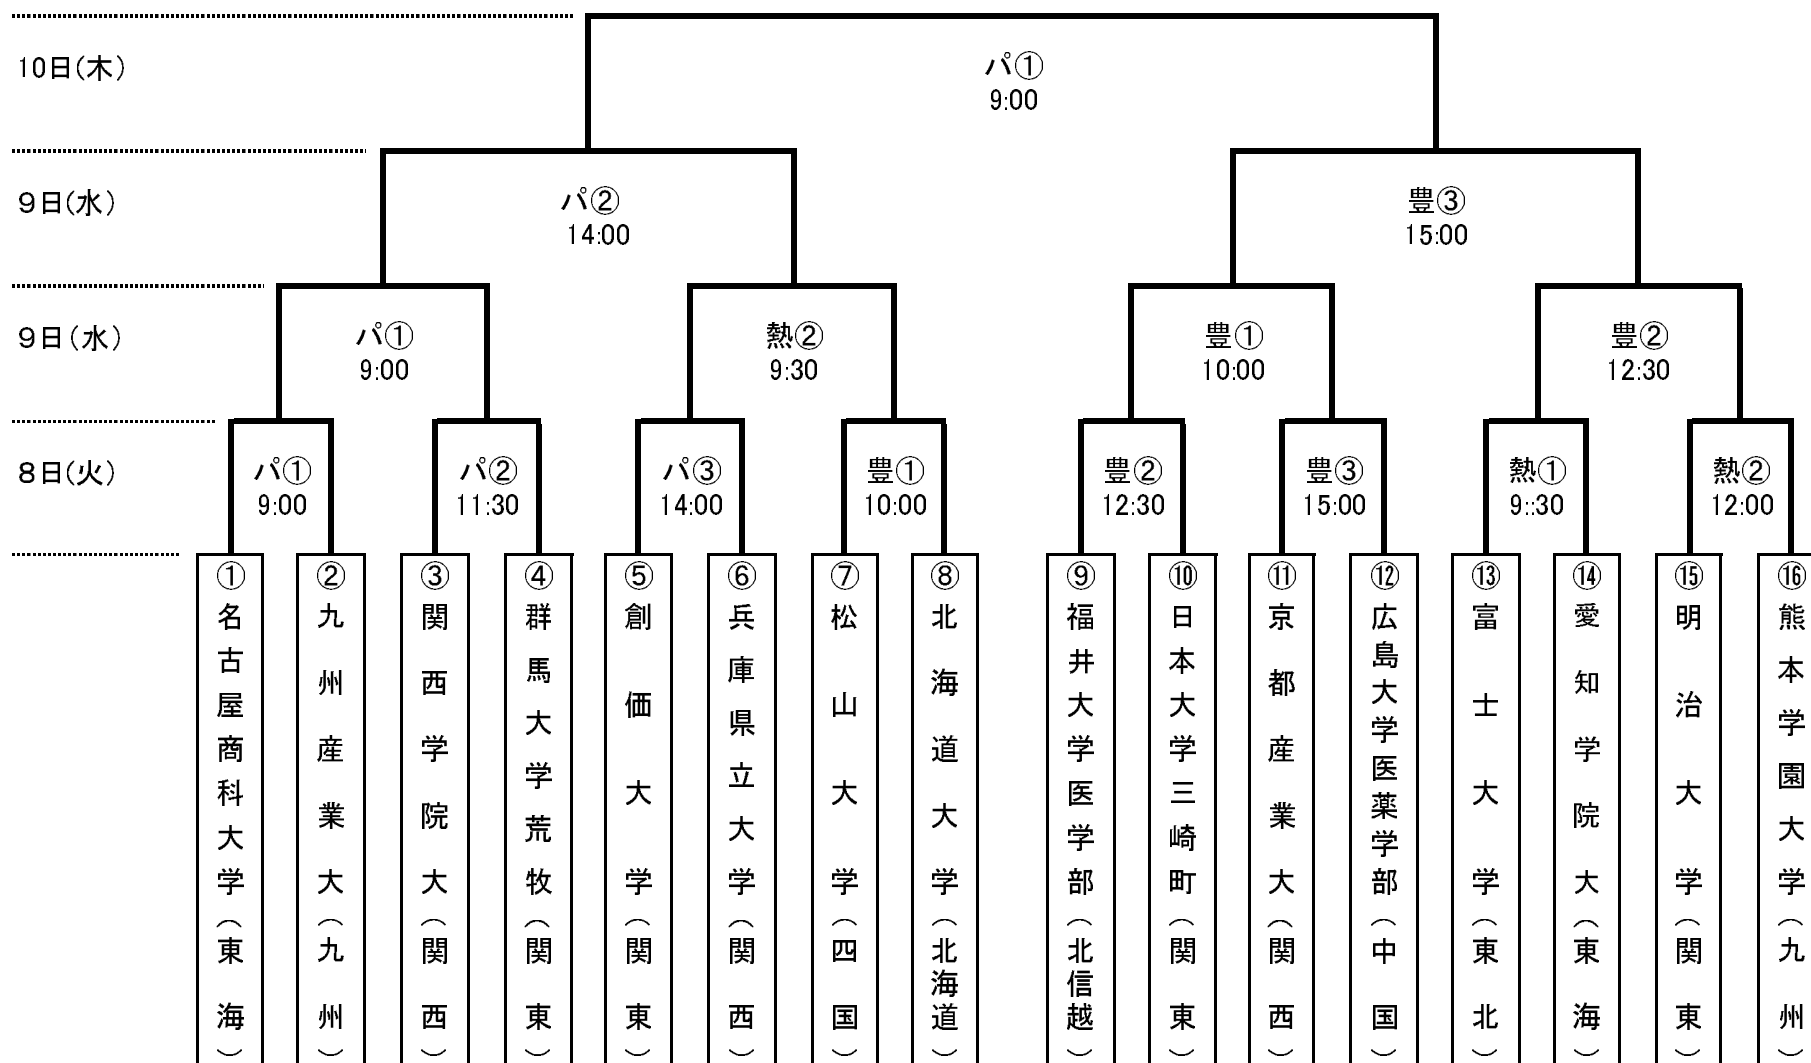 10日(木)
パ①
9:00
9日(水)
パ②
豊③
14:00
15:00
9日(水)
パ①
熱②
豊①
豊②
9:00
9:30
10:00
12:30
8日(火)
パ①
パ②
パ③
豊①
豊②
豊③
熱①
熱②
9:00
11:30
14:00
10:00
12:30
15:00
9::30
12:00
①名古屋商科大学(東海)
②九州産業大(九州)
③関西学院大(関西)
④群馬大学荒牧(関東)
⑤創価大学(関東)
⑥兵庫県立大学(関西)
⑦松山大学(四国)
⑧北海道大学(北海道)
⑨福井大学医学部(北信越)
⑩日本大学三崎町(関東)
⑪京都産業大(関西)
⑫広島大学医薬学部(中国)
⑬富士大学(東北)
⑭愛知学院大(東海)
⑮明治大学(関東)
⑯熊本学園大学(九州)